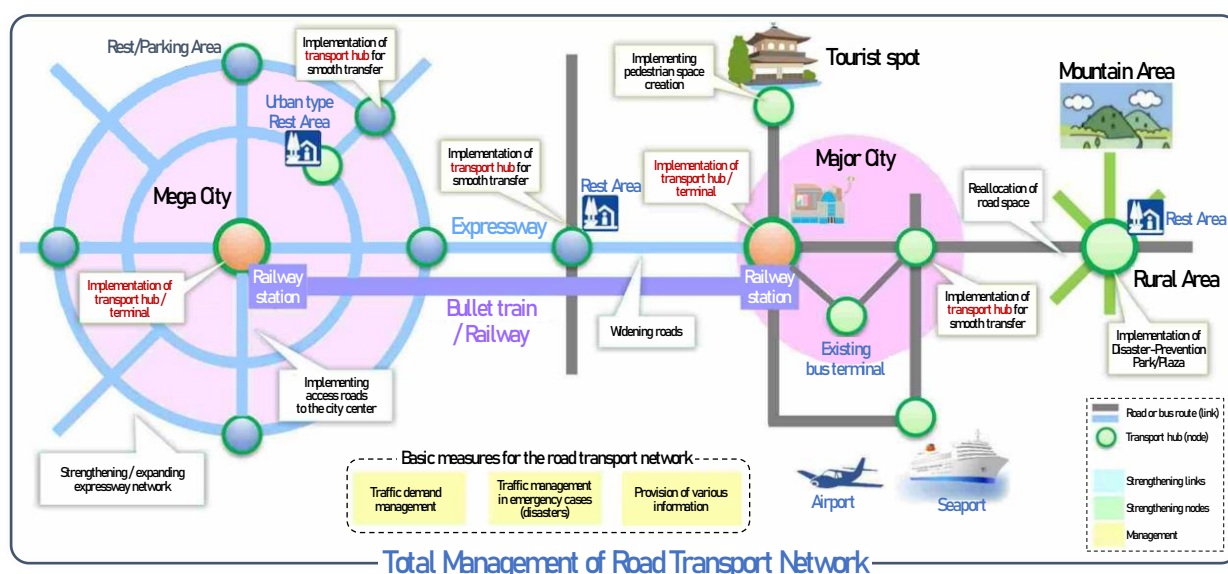 Rest/Parking Area
Implementation of
transport hub for
smooth transfer
Urban type
Rest Area
Mega City
Implementation of
transport hub /
terminal
Railway
station
Implementing
access roads
to the city center
Strengthening / expanding
expressway network
Expressway
Bullet train
/ Railway
Implementation of
transport hub for
smooth transfer
Rest Area
Widening roads
Implementing
pedestrian space
creation
Tourist spot
Implementation of
transport hub /
terminal
Major City
Railway
station
Existing
bus terminal
Implementation of
transport hub for
smooth transfer
Reallocation of
road space
Mountain Area
Rest Area
Rural Area
Implementation of
Disaster-Prevention
Park/Plaza
Airport
Seaport
Basic measures for the road transport network
Traffic demand
management
Traffic management
in emergency cases
(disasters)
Provision of various
information
Road or bus route (link)
Transport hub (node)
Strengthening links
Strengthening nodes
Management
Total Management of Road Transport Network